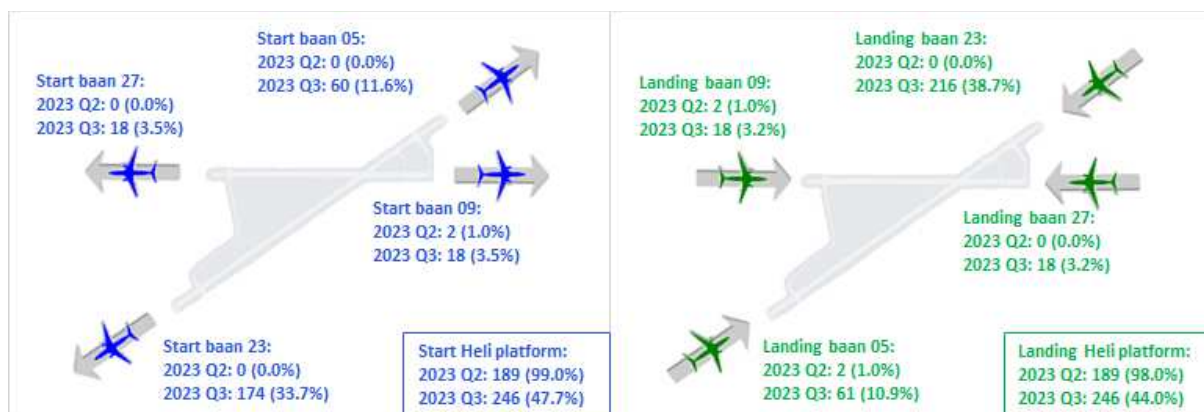 Start baan 05:
2023 Q2: 0 (0.0%)
2023 Q3: 60 (11.6%)
Start baan 27:
2023 Q2: 0 (0.0%)
2023 Q3: 18 (3.5%)
Start baan 09:
2023 Q2: 2 (1.0%)
2023 Q3: 18 (3.5%)
Start baan 23:
2023 Q2: 0 (0.0%)
2023 Q3: 174 (33.7%)
Start Heli platform:
2023 Q2: 189 (99.0%)
2023 Q3: 246 (47.7%)
Landing baan 23:
2023 Q2: 0 (0.0%)
2023 Q3: 216 (38.7%)
Landing baan 09:
2023 Q2: 2 (1.0%)
2023 Q3: 18 (3.2%)
Landing baan 27:
2023 Q2: 0 (0.0%)
2023 Q3: 18 (3.2%)
Landing baan 05:
2023 Q2: 2 (1.0%)
2023 Q3: 61 (10.9%)
Landing Heli platform:
2023 Q2: 189 (98.0%)
2023 Q3: 246 (44.0%)